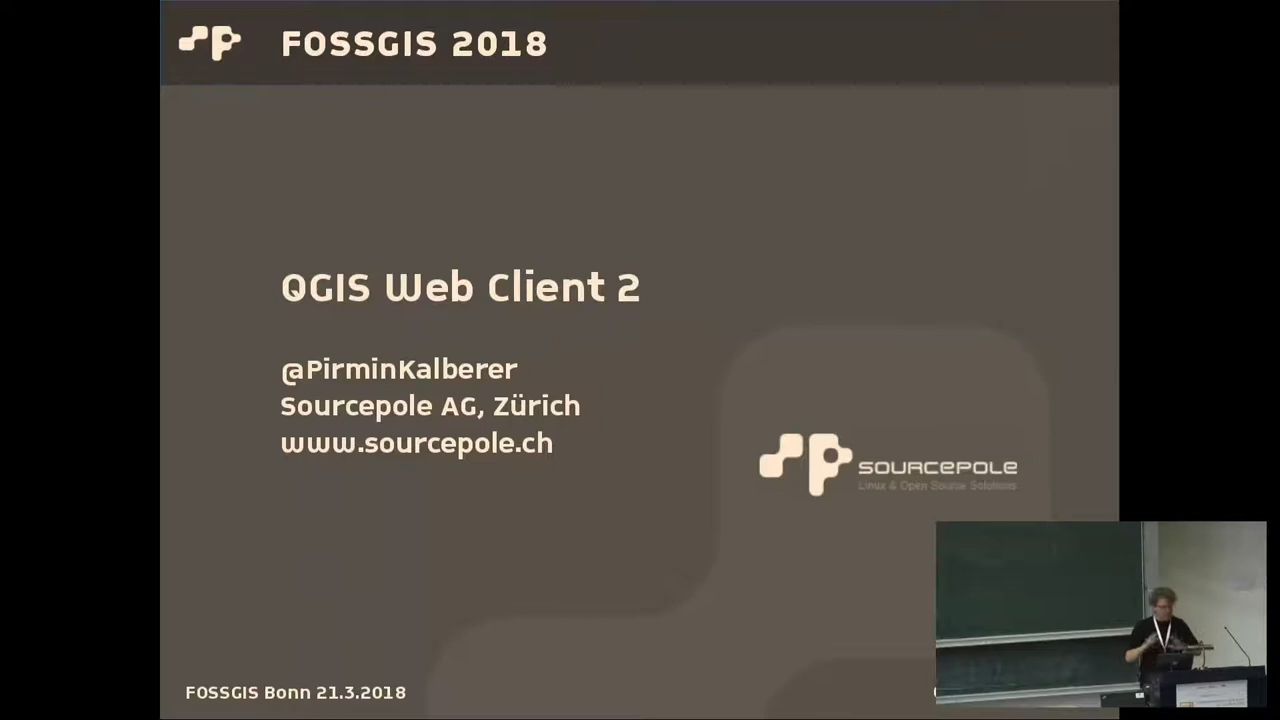 FOSSGIS 2018
QGIS Web Client 2
@PirminKalberer
Sourcepole AG, Zürich
www.sourcepole.ch
SOURCEPOLE
Linux & Open Source Solutions
FOSSGIS Bonn 21.3.2018